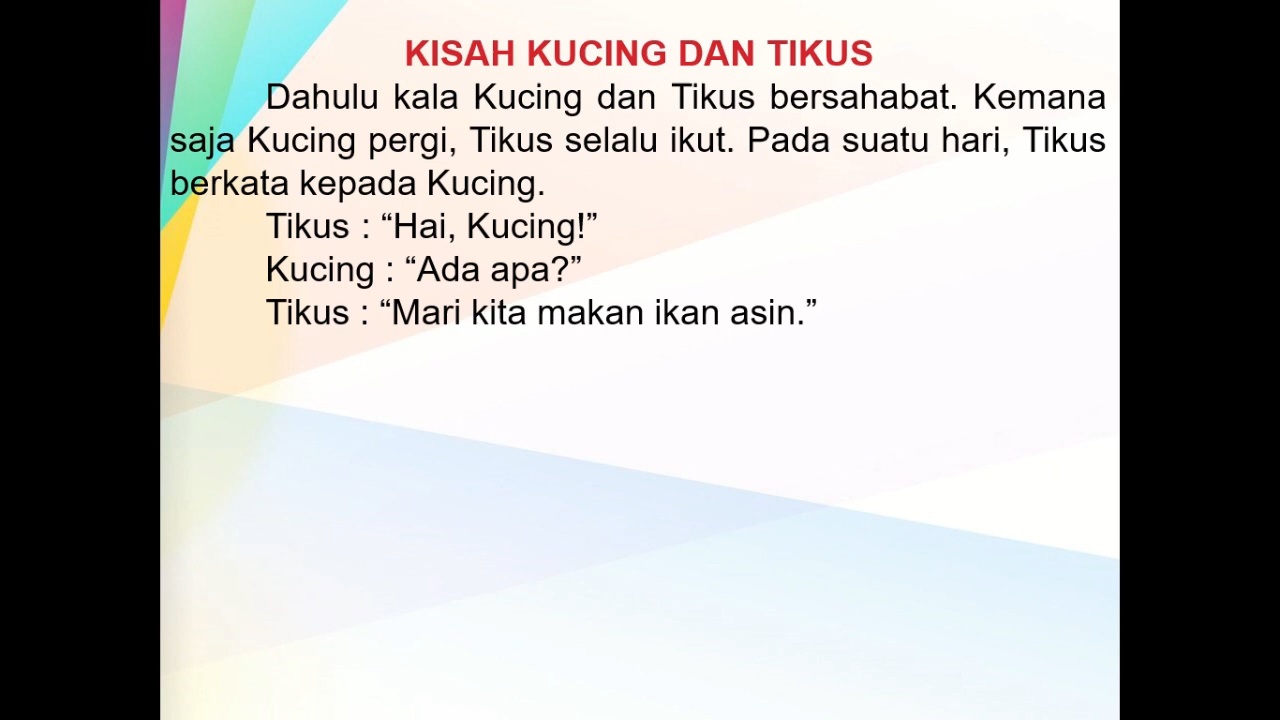 KISAH KUCING DAN TIKUS
Dahulu kala Kucing dan Tikus bersahabat. Kemana
saja Kucing pergi, Tikus selalu ikut. Pada suatu hari, Tikus
berkata kepada Kucing.
Tikus : “Hai, Kucing!”
Kucing : “Ada apa?”
Tikus : “Mari kita makan ikan asin.”